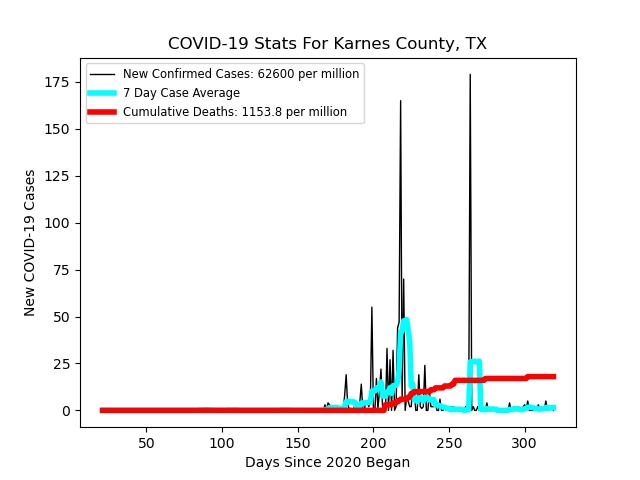 COVID-19 Stats For Karnes County, TX
New Confirmed Cases: 62600 per million
7 Day Case Average
Cumulative Deaths: 1153.8 per million
175
150
125
100
75
50
25
0
New COVID-19 Cases
50 100 150 200 250 300
Days Since 2020 Began